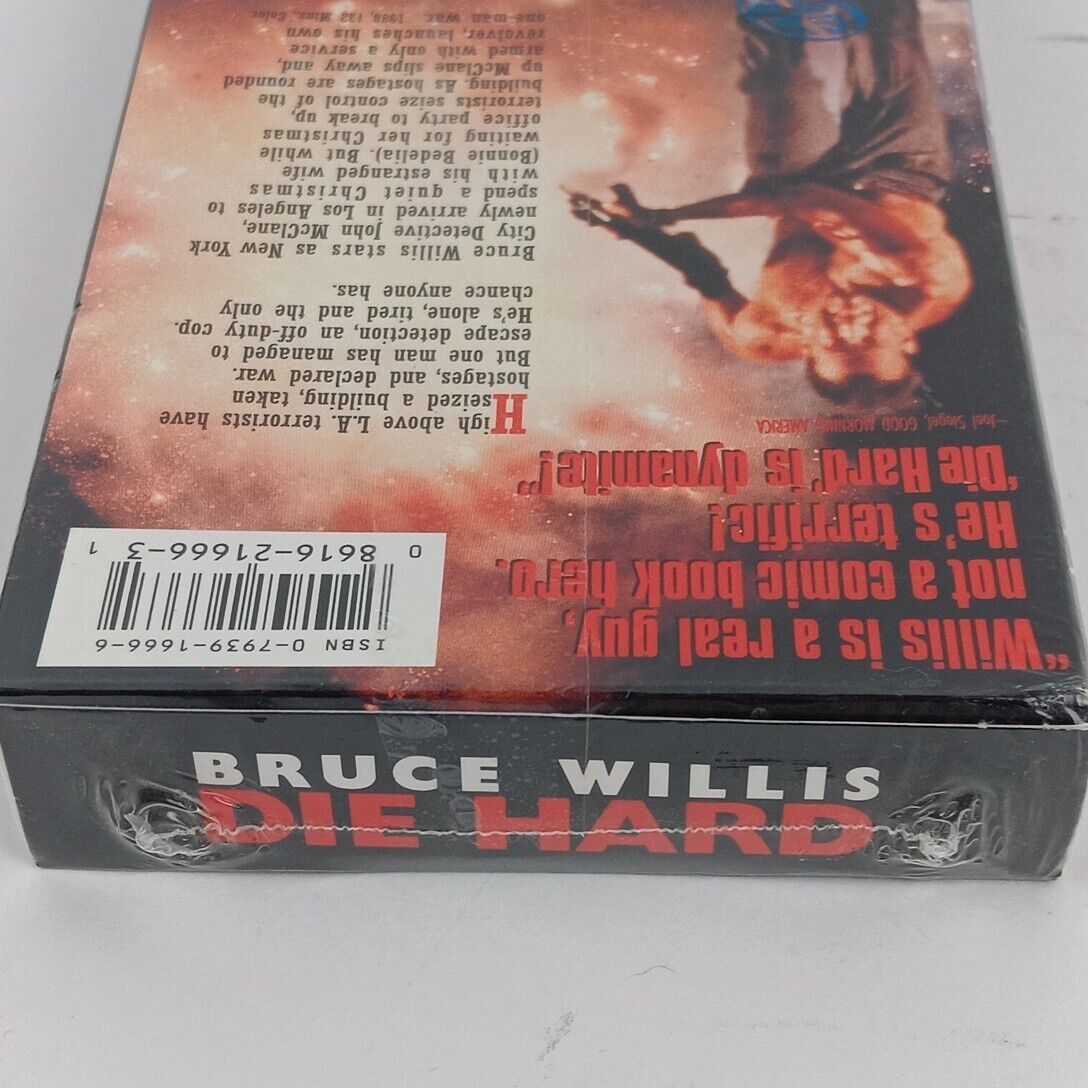 "Willis is a real guy,
not a comic book hero.
He's terrific!
'Die Hard' is dynamite!"
—Joel Siegel, GOOD MORNING AMERICA
High above L.A. terrorists have
seized a building, taken
hostages, and declared war.
But one man has managed to
escape detection, an off-duty cop.
He's alone, tired and the only
chance anyone has.
Bruce Willis stars as New York
City Detective John McClane,
newly arrived in Los Angeles to
spend a quiet Christmas
with his estranged wife
(Bonnie Bedelia). But while
waiting for her Christmas
office party to break up,
terrorists seize control of the
building. As hostages are rounded
up McClane slips away and,
armed with only a service
revolver, launches his own
one-man war. 1988, 132 Mins. Color.
ISBN 0-7939-1666-6
0 8616-21666-3 1
BRUCE WILLIS
DIE HARD